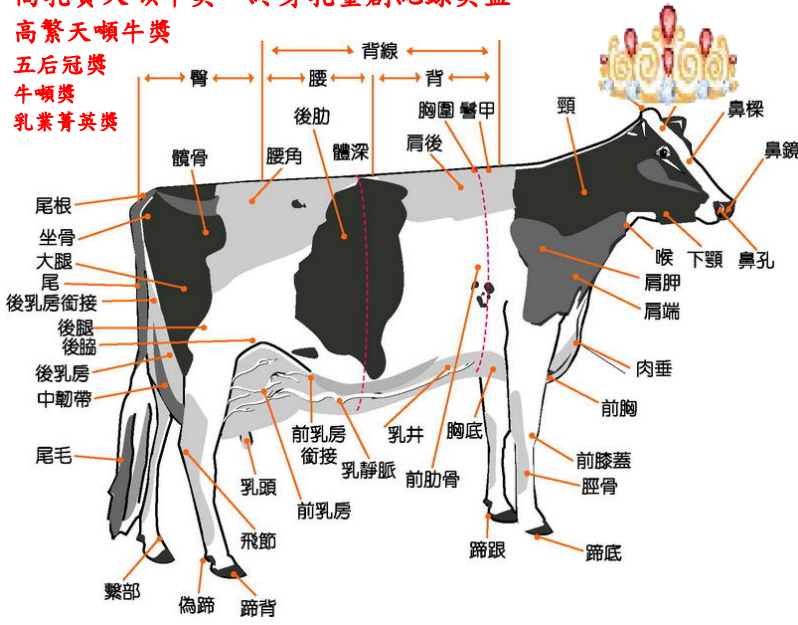 高繁天噸牛獎
五后冠獎
牛噸獎
乳業菁英獎
背線
臀
腰
背
胸圍
鬐甲
後肋
體深
肩後
頸
鼻樑
鼻鏡
鼻孔
下顎
喉
髖骨
腰角
尾根
坐骨
大腿
尾
後乳房銜接
後腿
後脇
後乳房
中韌帶
尾毛
肩胛
肩端
肉垂
前胸
前膝蓋
脛骨
前乳房
銜接
乳井
胸底
乳靜脈
前肋骨
乳頭
前乳房
飛節
蹄跟
蹄底
繫部
偽蹄
蹄背